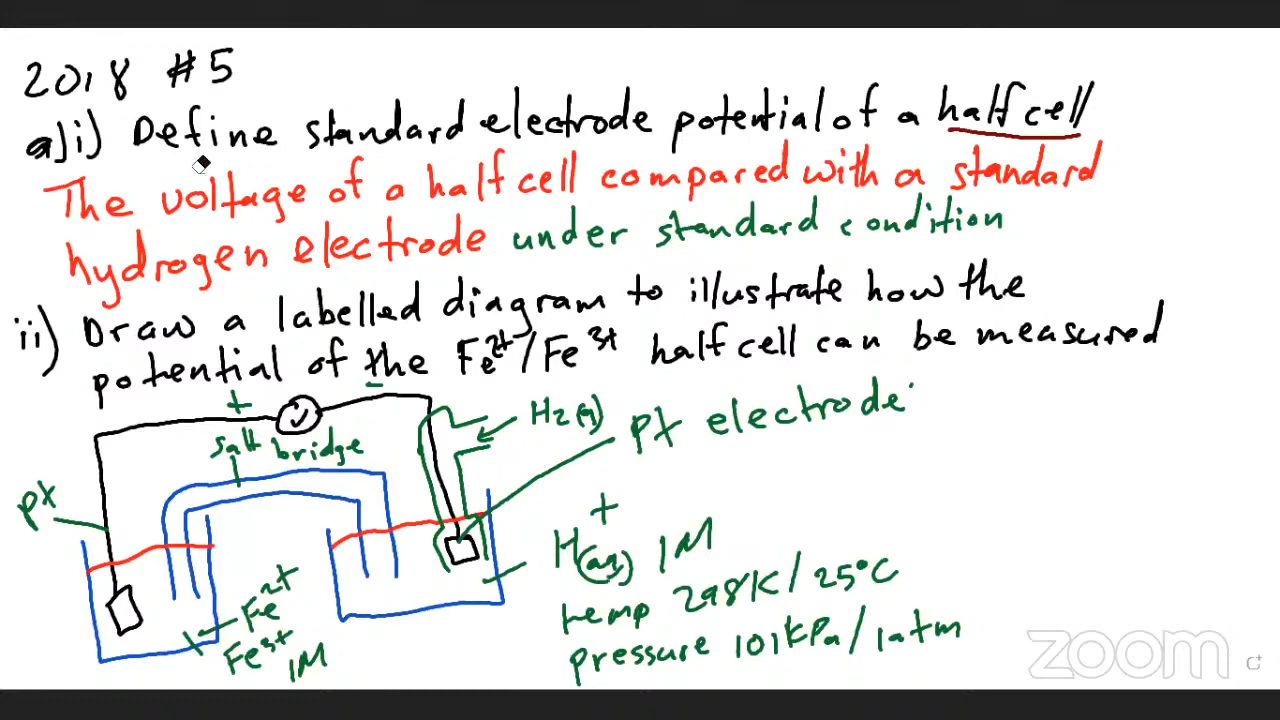 2018 #5
a)i) Define standard electrode potential of a half cell
The voltage of a half cell compared with a standard
hydrogen electrode under standard condition
ii) Draw a labelled diagram to illustrate how the
potential of the Fe²⁺/Fe³⁺ half cell can be measured
+ -
V
H2(g)
pt electrode
salt bridge
pt
H⁺(aq) 1M
temp 298K/25°C
pressure 101kPa/1atm
Fe²⁺
Fe³⁺
1M
zoom